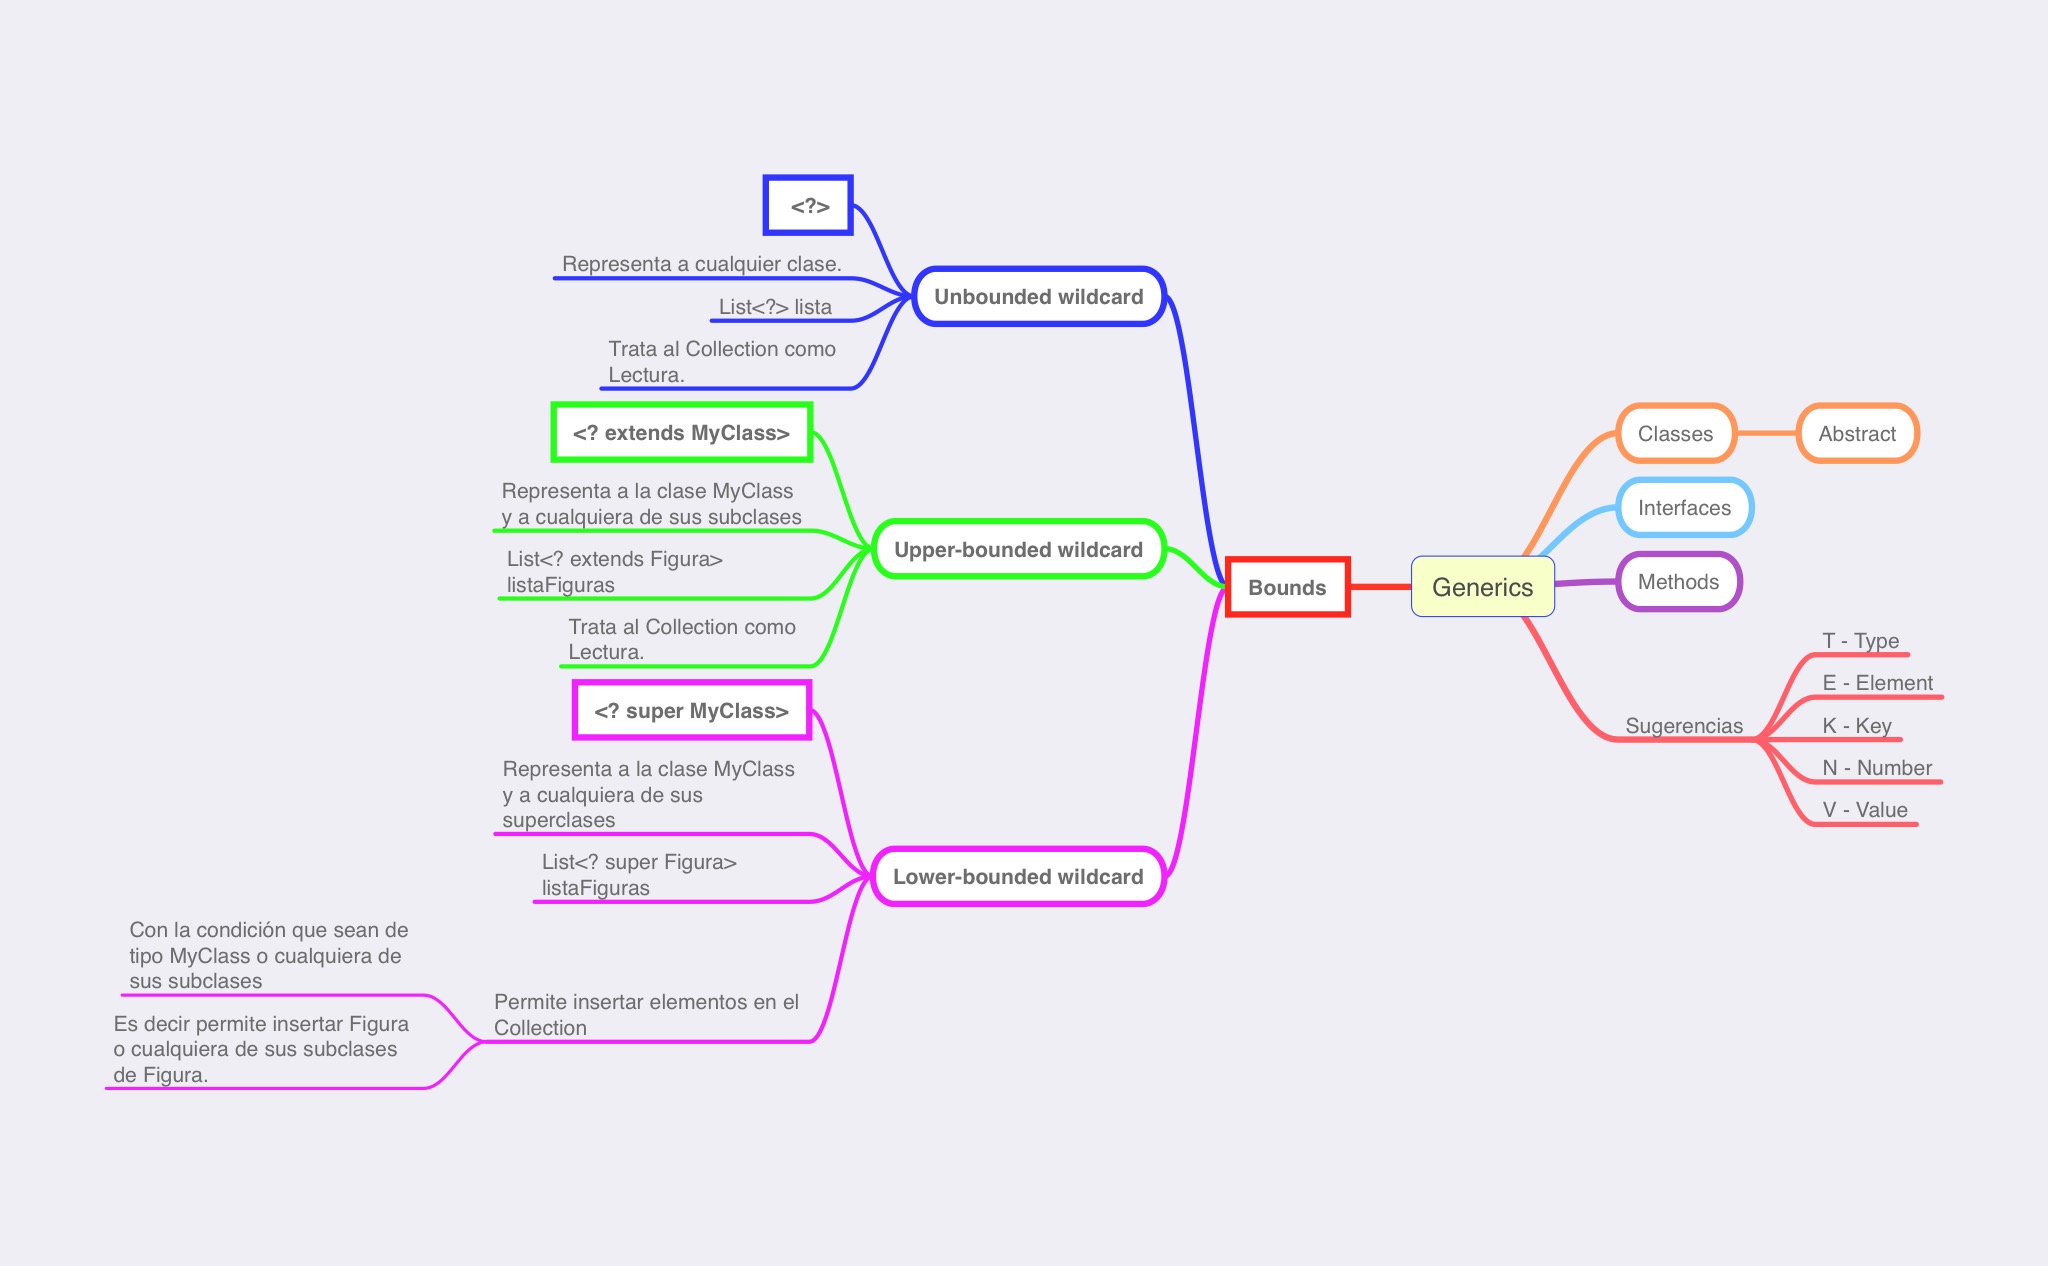 <?>
Representa a cualquier clase.
List<?> lista
Trata al Collection como
Lectura.
Unbounded wildcard
<? extends MyClass>
Representa a la clase MyClass
y a cualquiera de sus subclases
List<? extends Figura>
listaFiguras
Trata al Collection como
Lectura.
Upper-bounded wildcard
<? super MyClass>
Representa a la clase MyClass
y a cualquiera de sus
superclases
List<? super Figura>
listaFiguras
Con la condición que sean de
tipo MyClass o cualquiera de
sus subclases
Es decir permite insertar Figura
o cualquiera de sus subclases
de Figura.
Permite insertar elementos en el
Collection
Lower-bounded wildcard
Bounds
Generics
Classes
Abstract
Interfaces
Methods
Sugerencias
T - Type
E - Element
K - Key
N - Number
V - Value